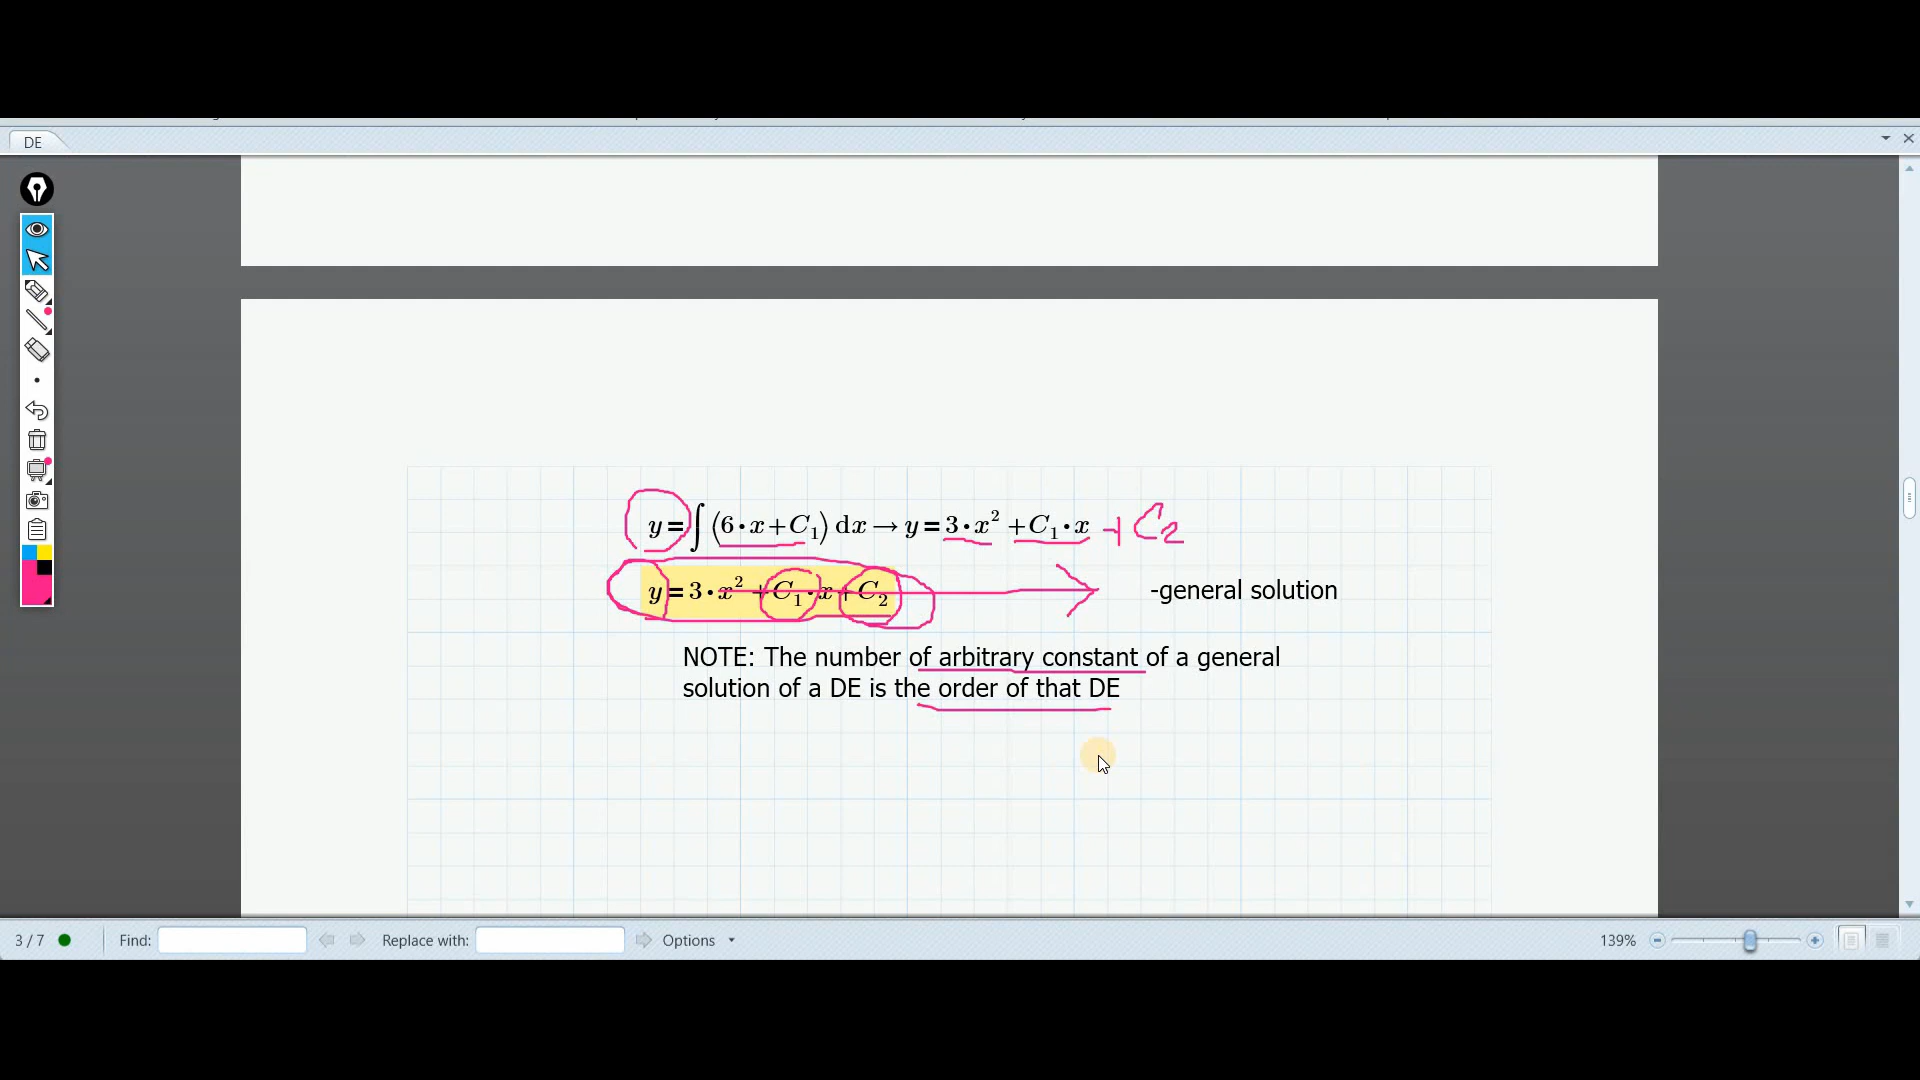 DE
y = ∫ (6•x+C₁) dx → y = 3•x² + C₁•x + C₂
y = 3•x² + C₁•x + C₂ -general solution
NOTE: The number of arbitrary constant of a general
solution of a DE is the order of that DE
3 / 7 Find: Replace with: Options 139%